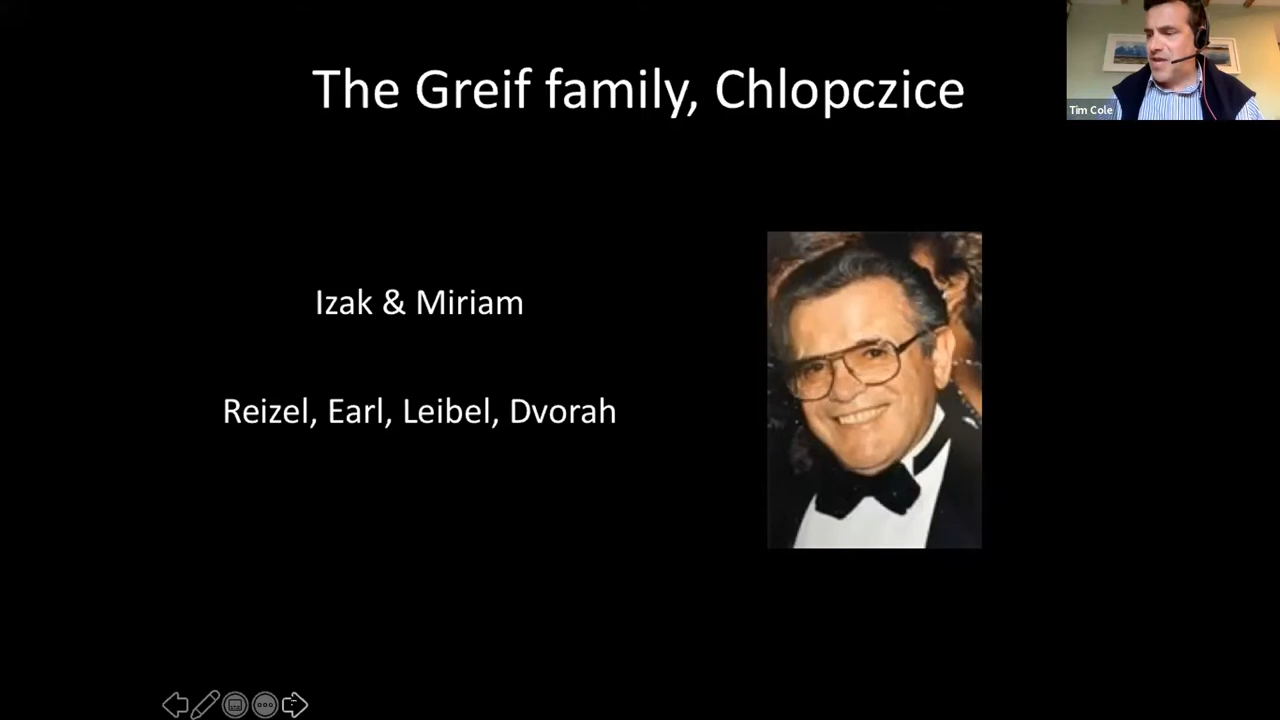 The Greif family, Chlopczice
Tim Cole
Izak & Miriam
Reizel, Earl, Leibel, Dvorah